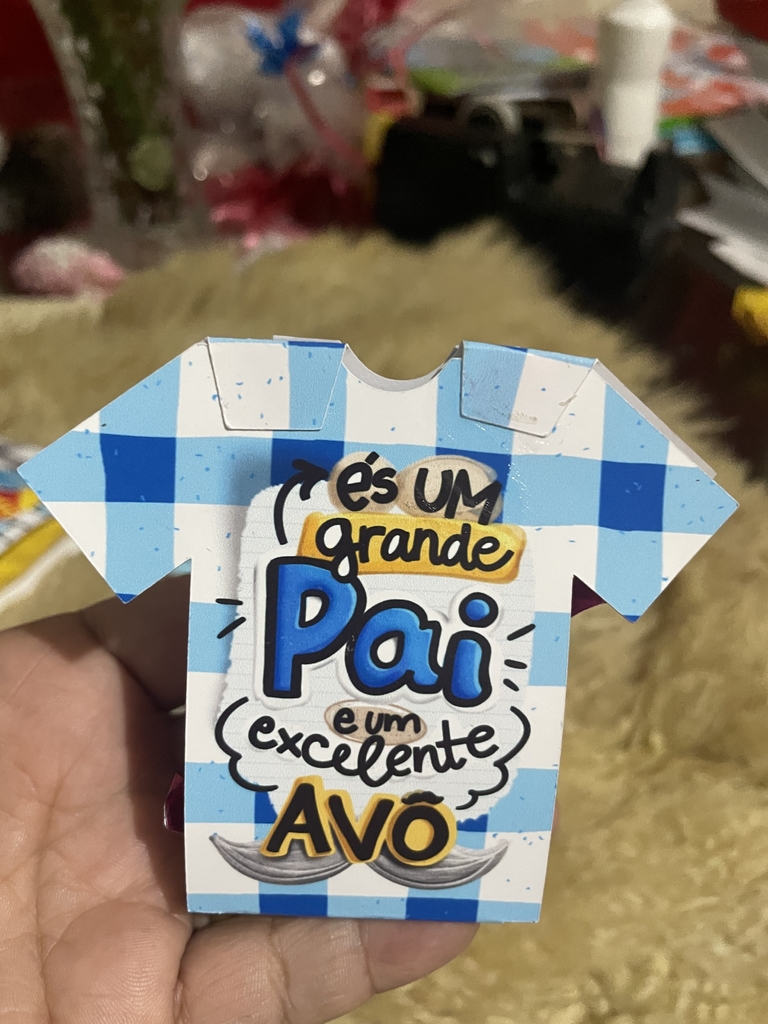 és UM
grande
Pai
e um
excelente
AVÔ